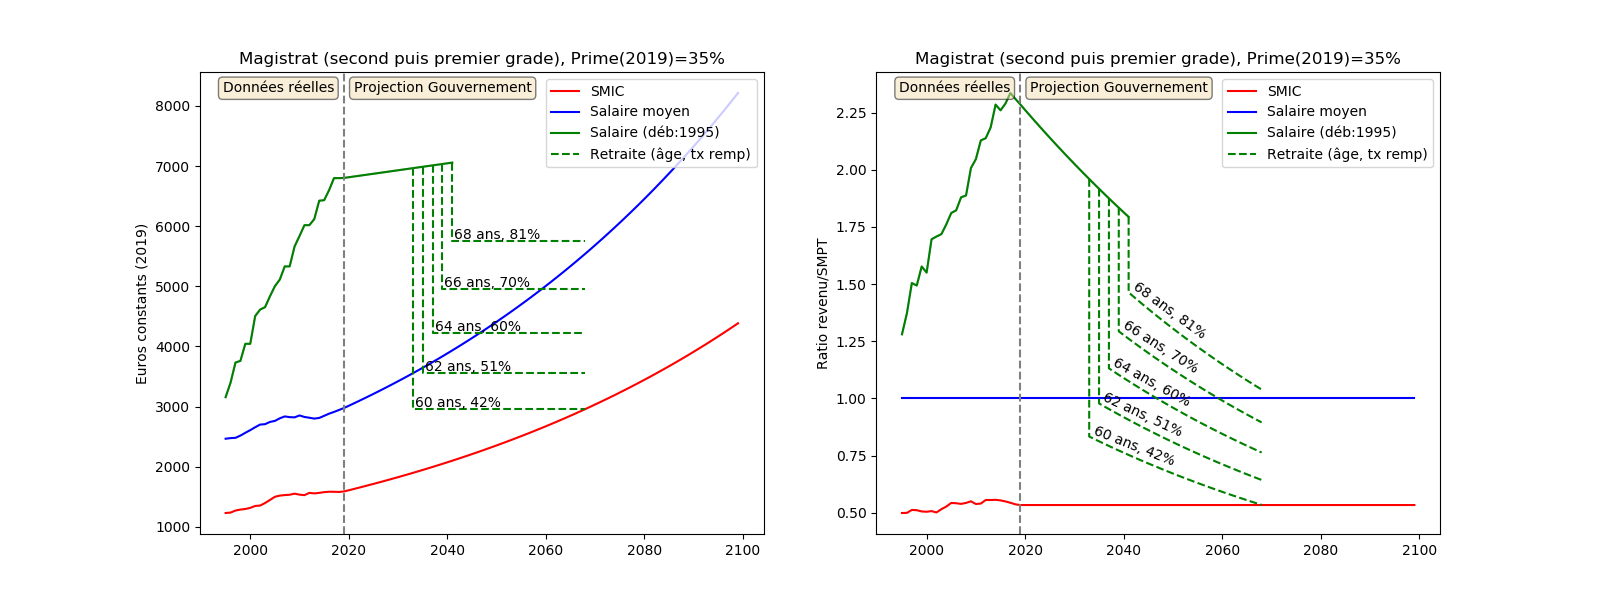 Magistrat (second puis premier grade), Prime(2019)=35%
Données réelles
Projection Gouvernement
SMIC
Salaire moyen
Salaire (déb:1995)
Retraite (âge, tx remp)
Euros constants (2019)
8000
7000
6000
5000
4000
3000
2000
1000
68 ans, 81%
66 ans, 70%
64 ans, 60%
62 ans, 51%
60 ans, 42%
2000
2020
2040
2060
2080
2100
Magistrat (second puis premier grade), Prime(2019)=35%
Données réelles
Projection Gouvernement
SMIC
Salaire moyen
Salaire (déb:1995)
Retraite (âge, tx remp)
Ratio revenu/SMPT
2.25
2.00
1.75
1.50
1.25
1.00
0.75
0.50
68 ans, 81%
66 ans, 70%
64 ans, 60%
62 ans, 51%
60 ans, 42%
2000
2020
2040
2060
2080
2100